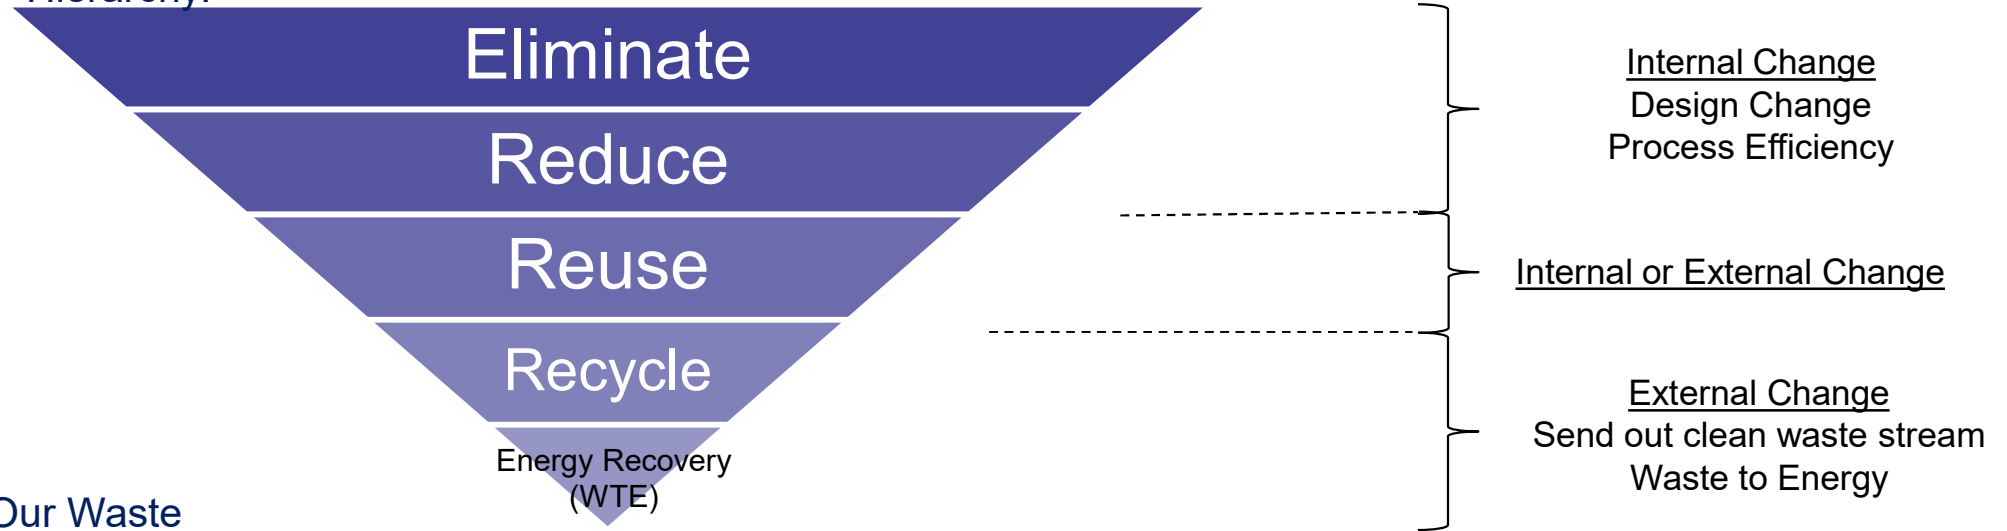 Hierarchy:
Eliminate
Reduce
Reuse
Recycle
Energy Recovery
(WTE)
Internal Change
Design Change
Process Efficiency
Internal or External Change
External Change
Send out clean waste stream
Waste to Energy
Our Waste